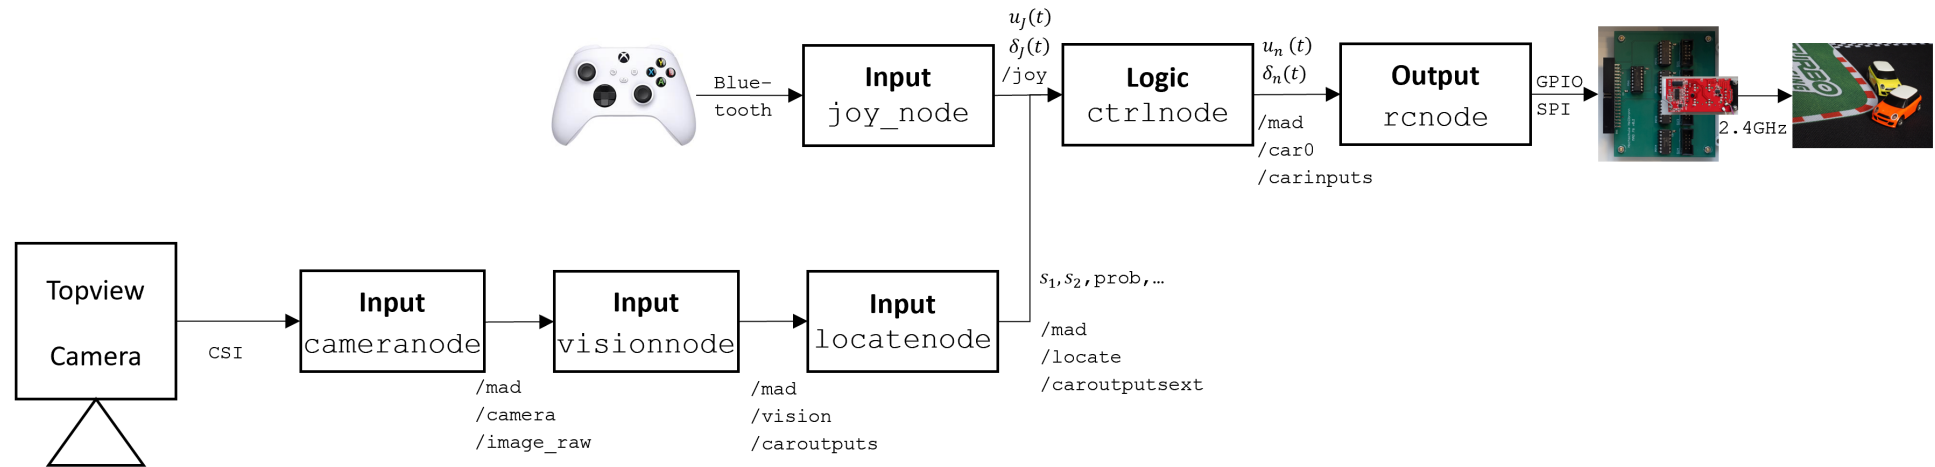 Blue-
tooth
Input
joy_node
u_J(t)
δ_J(t)
/joy
Logic
ctrlnode
u_n (t)
δ_n(t)
/mad
/car0
/carinputs
Output
rcnode
GPIO
SPI
2.4GHz
Topview
Camera
CSI
Input
cameranode
/mad
/camera
/image_raw
Input
visionnode
/mad
/vision
/caroutputs
Input
locatenode
s₁,s₂,prob,…
/mad
/locate
/caroutputsext